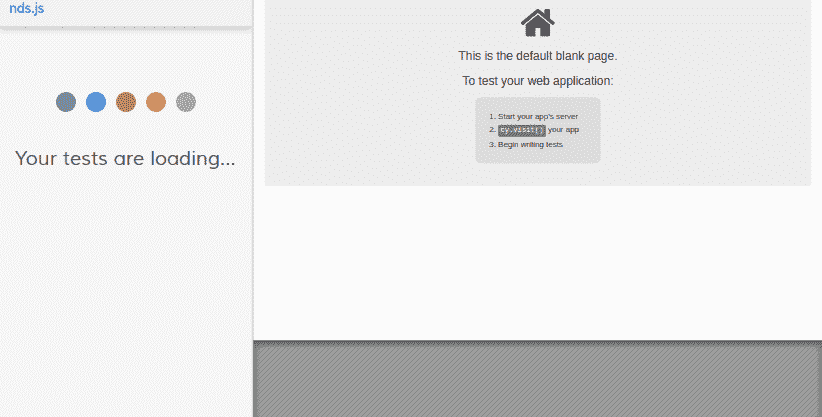 nds.js
Your tests are loading...
This is the default blank page.
To test your web application:
1. Start your app's server
2. cy.visit() your app
3. Begin writing tests